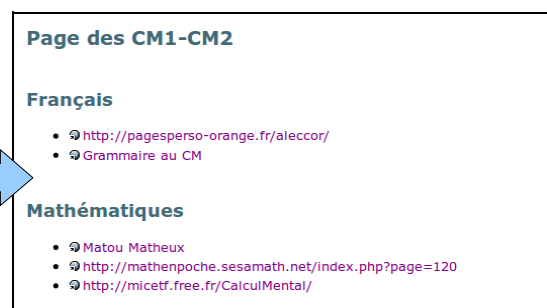 Page des CM1-CM2
Français
http://pagesperso-orange.fr/aleccor/
Grammaire au CM
Mathématiques
Matou Matheux
http://mathenpoche.sesamath.net/index.php?page=120
http://micetf.free.fr/CalculMental/